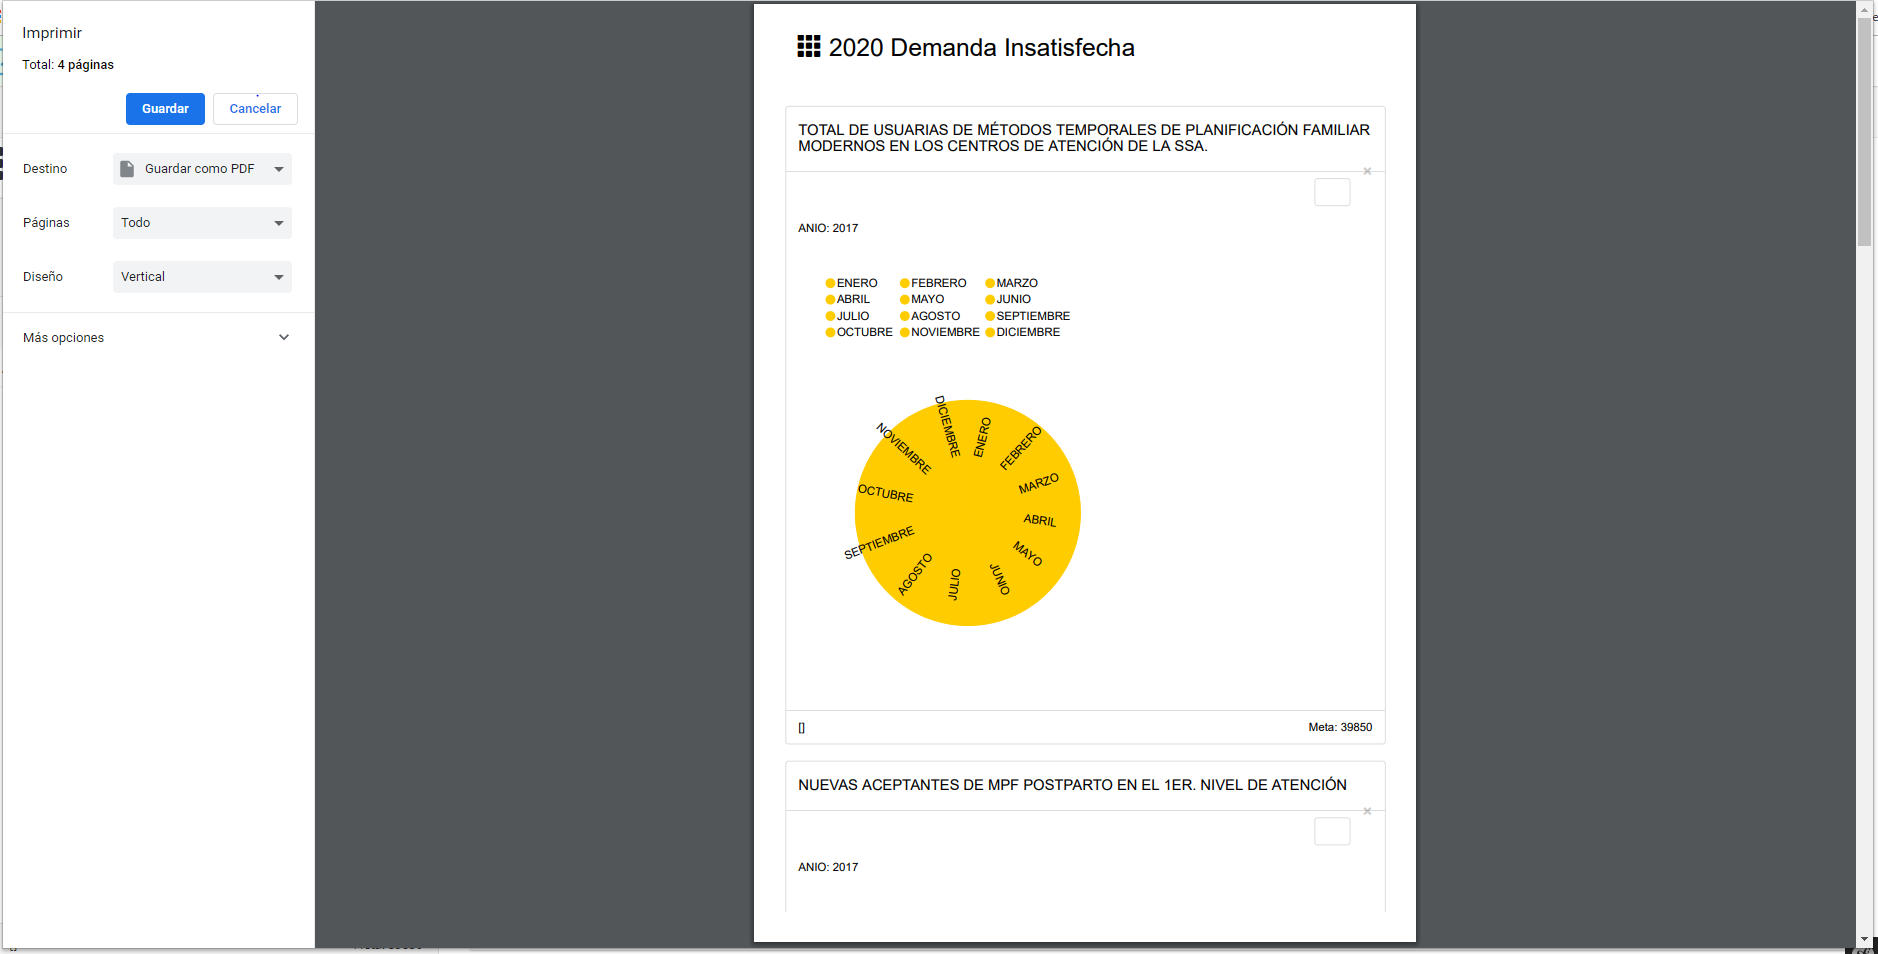 Imprimir
Total: 4 páginas
Guardar
Cancelar
Destino
Guardar como PDF
Páginas
Todo
Diseño
Vertical
Más opciones
2020 Demanda Insatisfecha
TOTAL DE USUARIAS DE MÉTODOS TEMPORALES DE PLANIFICACIÓN FAMILIAR
MODERNOS EN LOS CENTROS DE ATENCIÓN DE LA SSA.
×
ANIO: 2017
ENERO FEBRERO MARZO
ABRIL MAYO JUNIO
JULIO AGOSTO SEPTIEMBRE
OCTUBRE NOVIEMBRE DICIEMBRE
ENERO
FEBRERO
MARZO
ABRIL
MAYO
JUNIO
JULIO
AGOSTO
SEPTIEMBRE
OCTUBRE
NOVIEMBRE
DICIEMBRE
[]
Meta: 39850
NUEVAS ACEPTANTES DE MPF POSTPARTO EN EL 1ER. NIVEL DE ATENCIÓN
×
ANIO: 2017